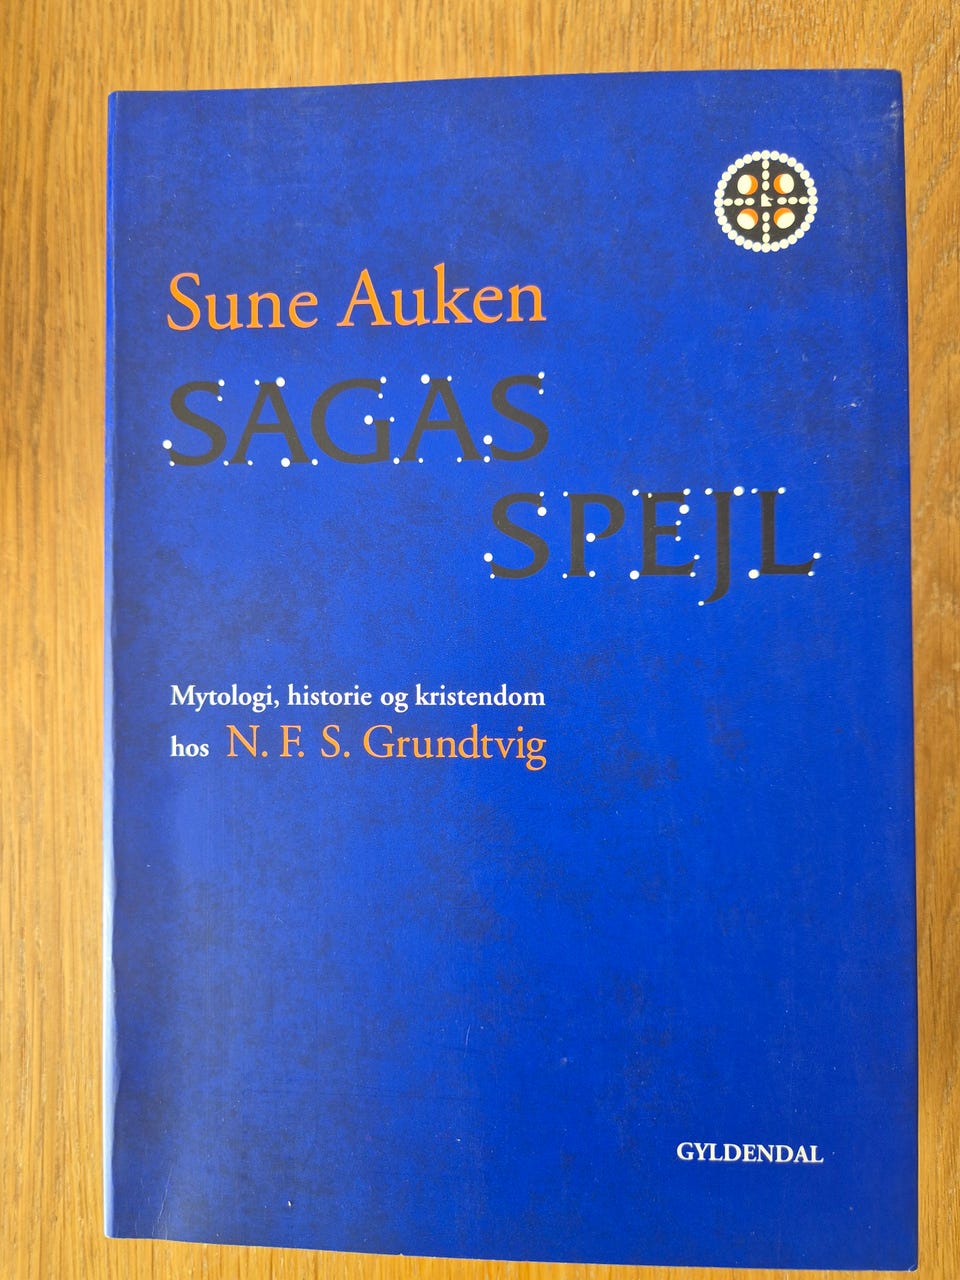 Sune Auken
SAGAS
SPEJL
Mytologi, historie og kristendom
hos N. F. S. Grundtvig
GYLDENDAL